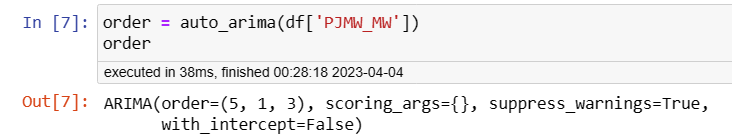 In [7]: order = auto_arima(df['PJMW_MW'])
order
executed in 38ms, finished 00:28:18 2023-04-04
Out[7]: ARIMA(order=(5, 1, 3), scoring_args={}, suppress_warnings=True,
with_intercept=False)